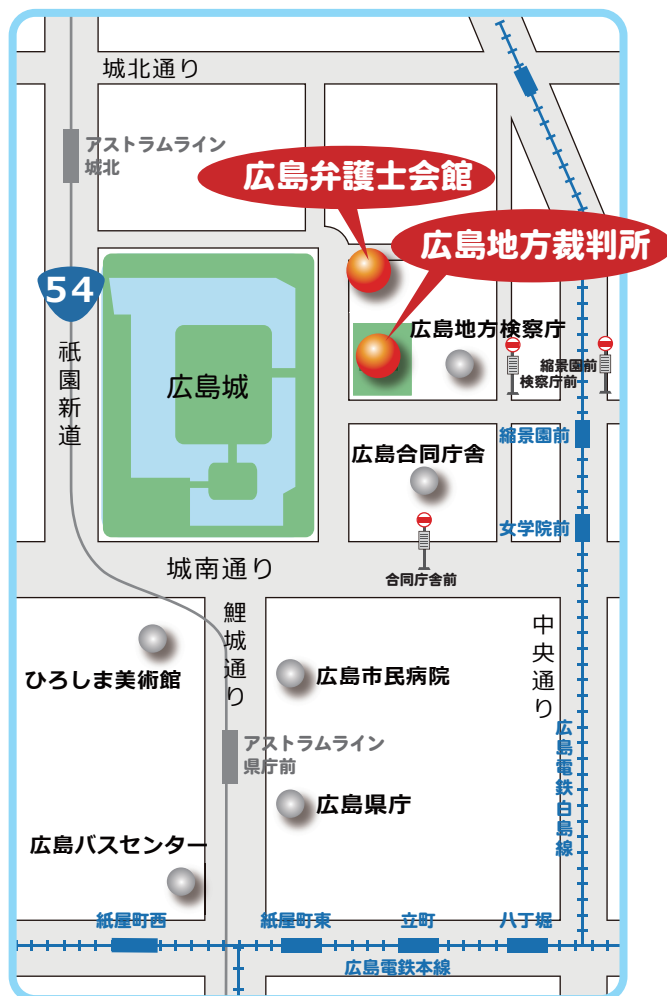 城北通り
アストラムライン
城北
広島弁護士会館
広島地方裁判所
54
祇園新道
広島城
広島地方検察庁
縮景園前
検察庁前
広島合同庁舎
縮景園前
女学院前
合同庁舎前
城南通り
鯉城通り
中央通り
ひろしま美術館
広島市民病院
アストラムライン
県庁前
広島電鉄白島線
広島県庁
広島バスセンター
紙屋町西
紙屋町東
立町
八丁堀
広島電鉄本線